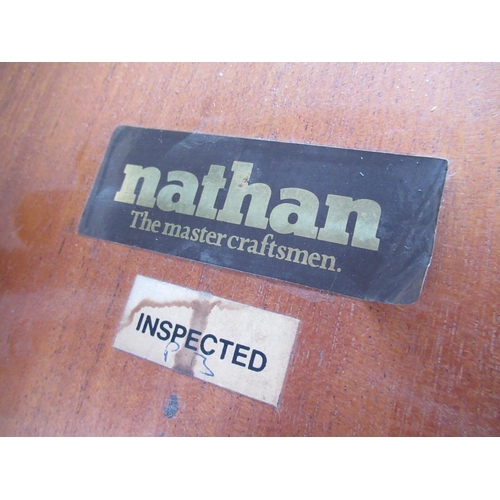 nathan
The master craftsmen.
INSPECTED